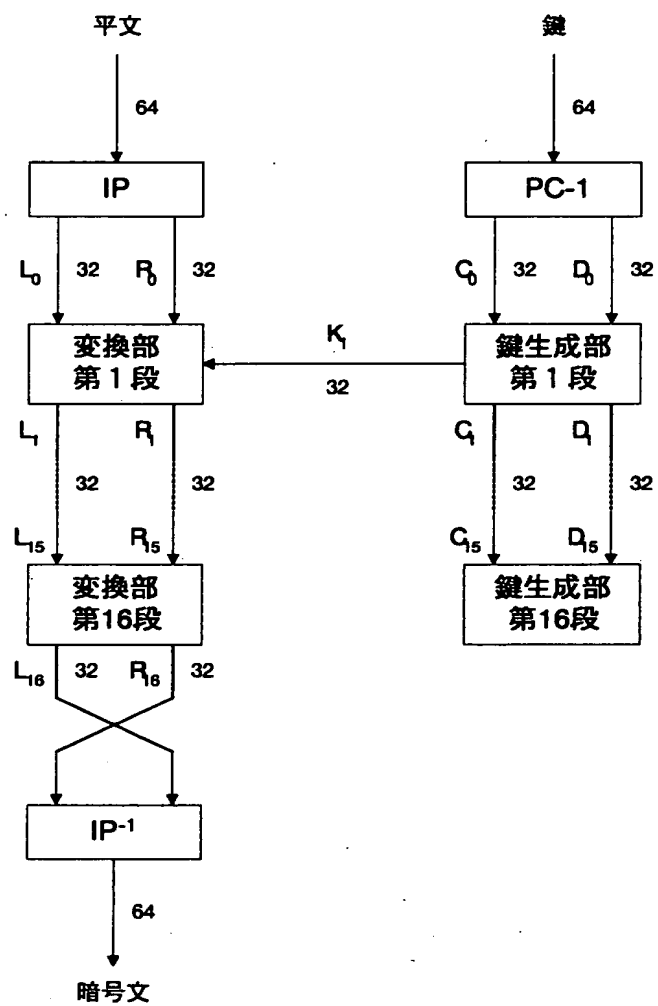 平文 鍵
64 64
IP PC-1
L₀ 32 R₀ 32 C₀ 32 D₀ 32
変換部 K₁ 鍵生成部
第1段 32 第1段
L₁ R₁ C₁ D₁
32 32 32 32
L₁₅ R₁₅ C₁₅ D₁₅
変換部 鍵生成部
第16段 第16段
L₁₆ 32 R₁₆ 32
IP⁻¹
64
暗号文